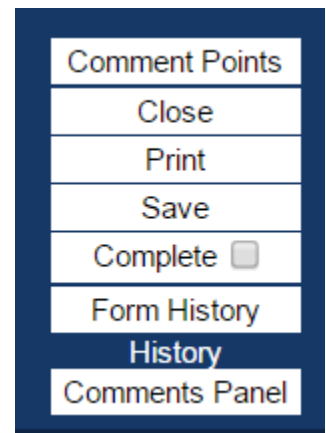 Comment Points
Close
Print
Save
Complete
Form History
History
Comments Panel